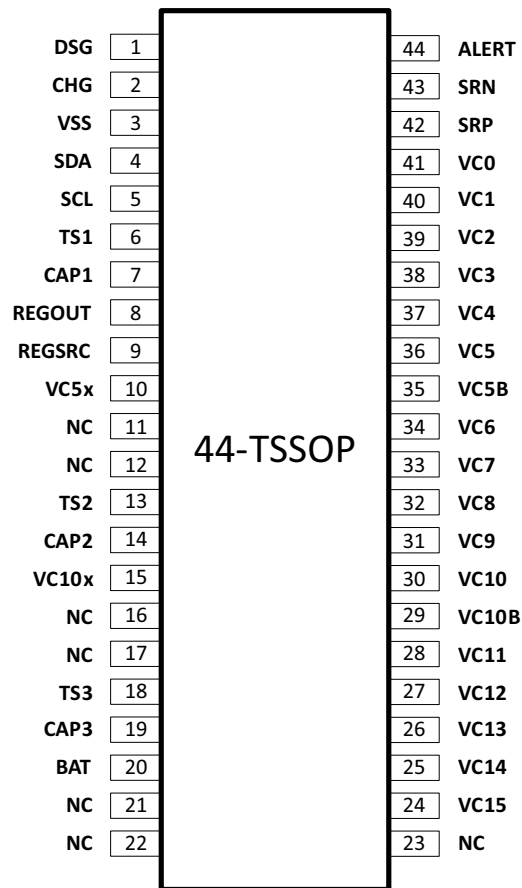 DSG 1 44 ALERT
CHG 2 43 SRN
VSS 3 42 SRP
SDA 4 41 VC0
SCL 5 40 VC1
TS1 6 39 VC2
CAP1 7 38 VC3
REGOUT 8 37 VC4
REGSRC 9 36 VC5
VC5x 10 35 VC5B
NC 11 34 VC6
NC 12 44-TSSOP 33 VC7
TS2 13 32 VC8
CAP2 14 31 VC9
VC10x 15 30 VC10
NC 16 29 VC10B
NC 17 28 VC11
TS3 18 27 VC12
CAP3 19 26 VC13
BAT 20 25 VC14
NC 21 24 VC15
NC 22 23 NC